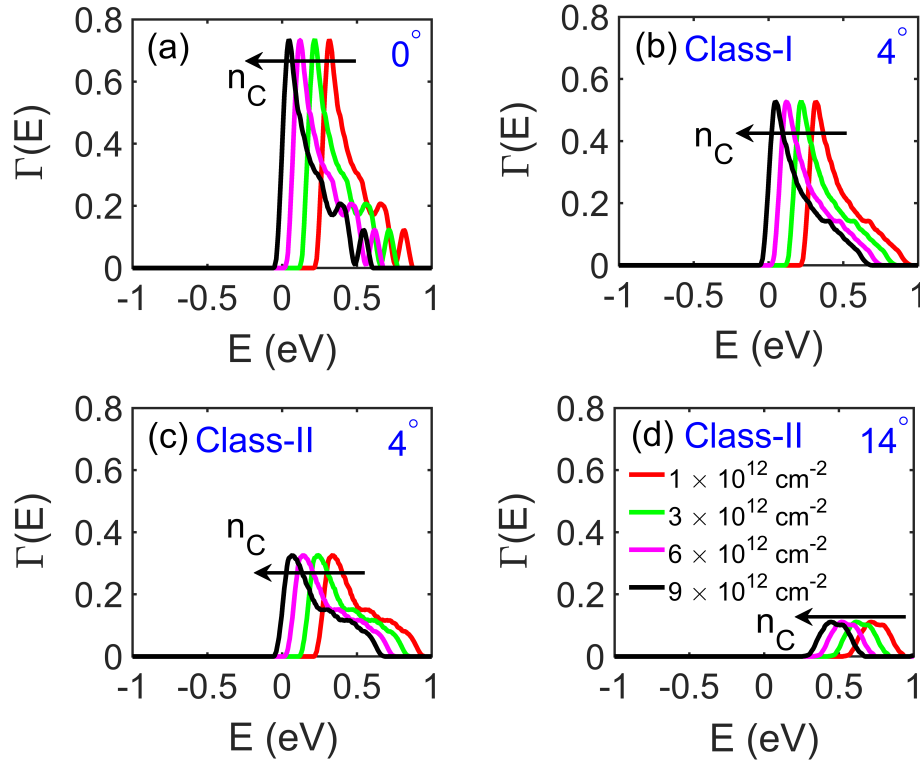 (a) 0°
n_C
Γ(E)
0.8
0.6
0.4
0.2
0
-1 -0.5 0 0.5 1
E (eV)
(b) Class-I 4°
n_C
Γ(E)
0.8
0.6
0.4
0.2
0
-1 -0.5 0 0.5 1
E (eV)
(c) Class-II 4°
n_C
Γ(E)
0.8
0.6
0.4
0.2
0
-1 -0.5 0 0.5 1
E (eV)
(d) Class-II 14°
1 × 10^12 cm^-2
3 × 10^12 cm^-2
6 × 10^12 cm^-2
9 × 10^12 cm^-2
n_C
Γ(E)
0.8
0.6
0.4
0.2
0
-1 -0.5 0 0.5 1
E (eV)